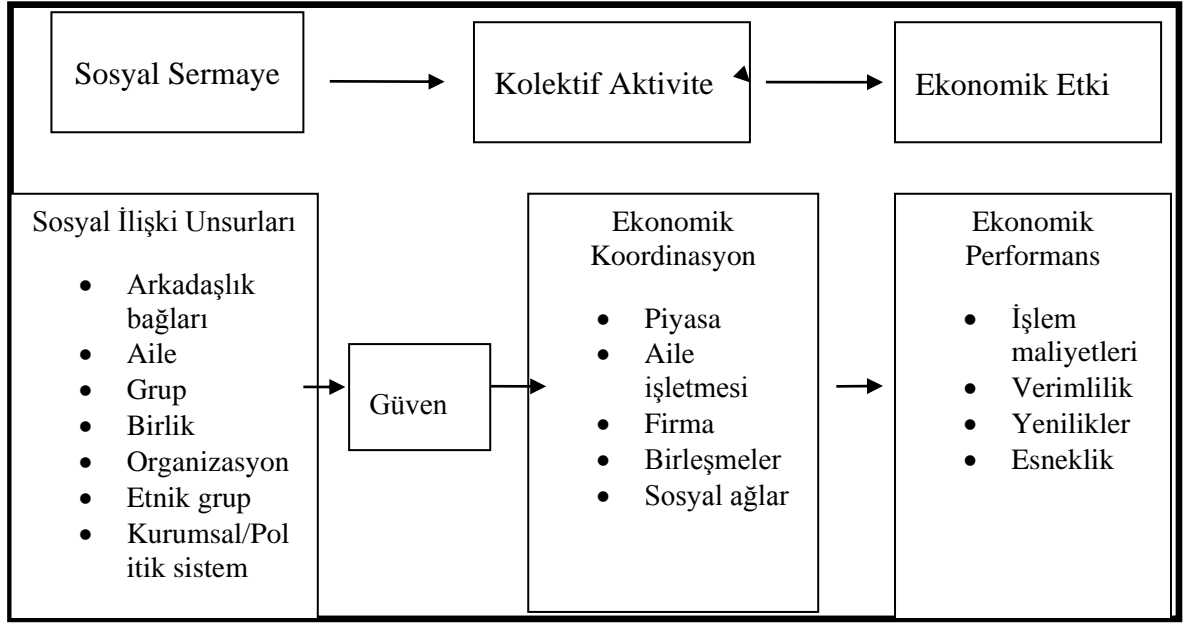 Sosyal Sermaye
Kolektif Aktivite
Ekonomik Etki
Sosyal İlişki Unsurları
• Arkadaşlık
bağları
• Aile
• Grup
• Birlik
• Organizasyon
• Etnik grup
• Kurumsal/Pol
itik sistem
Güven
Ekonomik
Koordinasyon
• Piyasa
• Aile
işletmesi
• Firma
• Birleşmeler
• Sosyal ağlar
Ekonomik
Performans
• İşlem
maliyetleri
• Verimlilik
• Yenilikler
• Esneklik